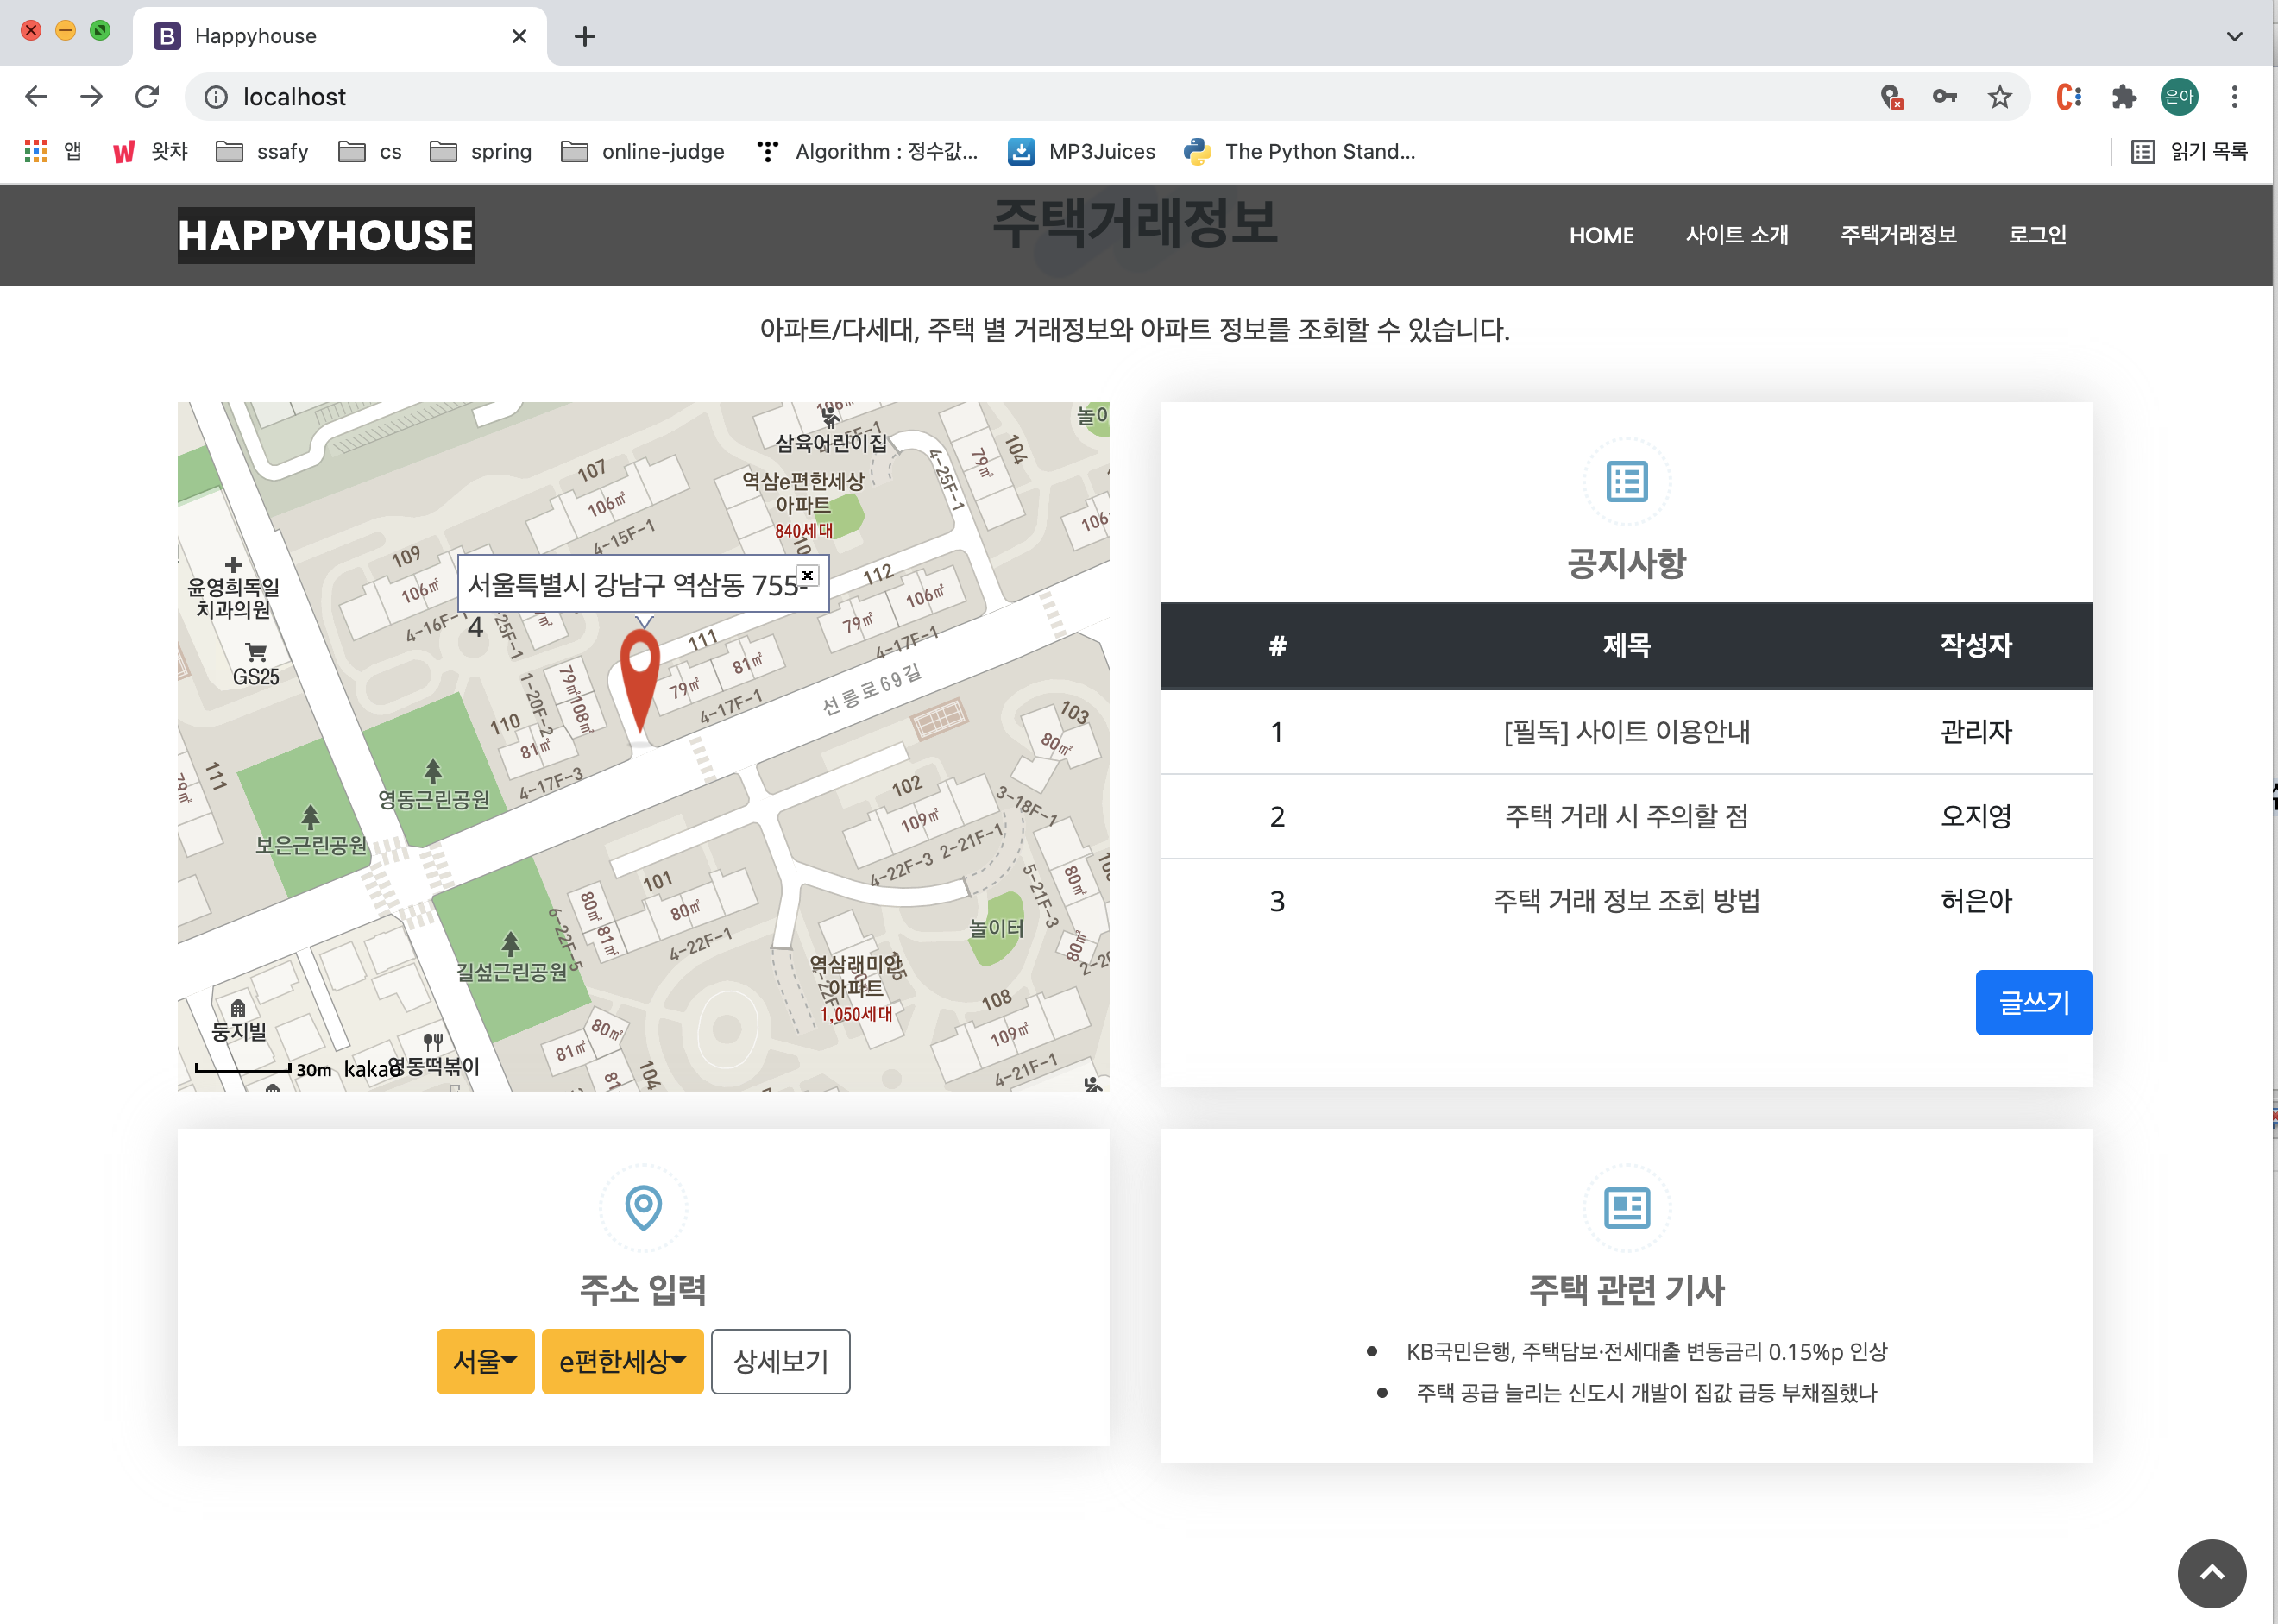 Happyhouse
localhost
은아
앱
왓챠
ssafy
cs
spring
online-judge
Algorithm : 정수값...
MP3Juices
The Python Stand...
읽기 목록
HAPPYHOUSE
주택거래정보
HOME
사이트 소개
주택거래정보
로그인
아파트/다세대, 주택 별 거래정보와 아파트 정보를 조회할 수 있습니다.
삼육어린이집
놀이
104
79㎡
4-25F-1
107
106㎡
4-15F-1
역삼e편한세상
아파트
840세대
106
109
106㎡
4-16F-1
윤영희독일
치과의원
GS25
서울특별시 강남구 역삼동 755-
4
112
106㎡
79㎡
4-17F-1
111
81㎡
79㎡
4-17F-1
선릉로69길
79㎡
108㎡
1-20F-2
110
81㎡
4-17F-3
103
80㎡
111
영동근린공원
보은근린공원
102
109㎡
3-18F-1
2-21F-1
4-22F-3
5-21F-3
80㎡
101
80㎡
80㎡
81㎡
4-22F-1
6-22F-5
놀이터
80㎡
길섶근린공원
역삼래미안
아파트
1,050세대
108
109㎡
4-21F-1
둥지빌
80㎡
81㎡
104
영동떡볶이
30m
kakao
공지사항
# 제목 작성자
1 [필독] 사이트 이용안내 관리자
2 주택 거래 시 주의할 점 오지영
3 주택 거래 정보 조회 방법 허은아
글쓰기
주소 입력
서울
e편한세상
상세보기
주택 관련 기사
KB국민은행, 주택담보·전세대출 변동금리 0.15%p 인상
주택 공급 늘리는 신도시 개발이 집값 급등 부채질했나